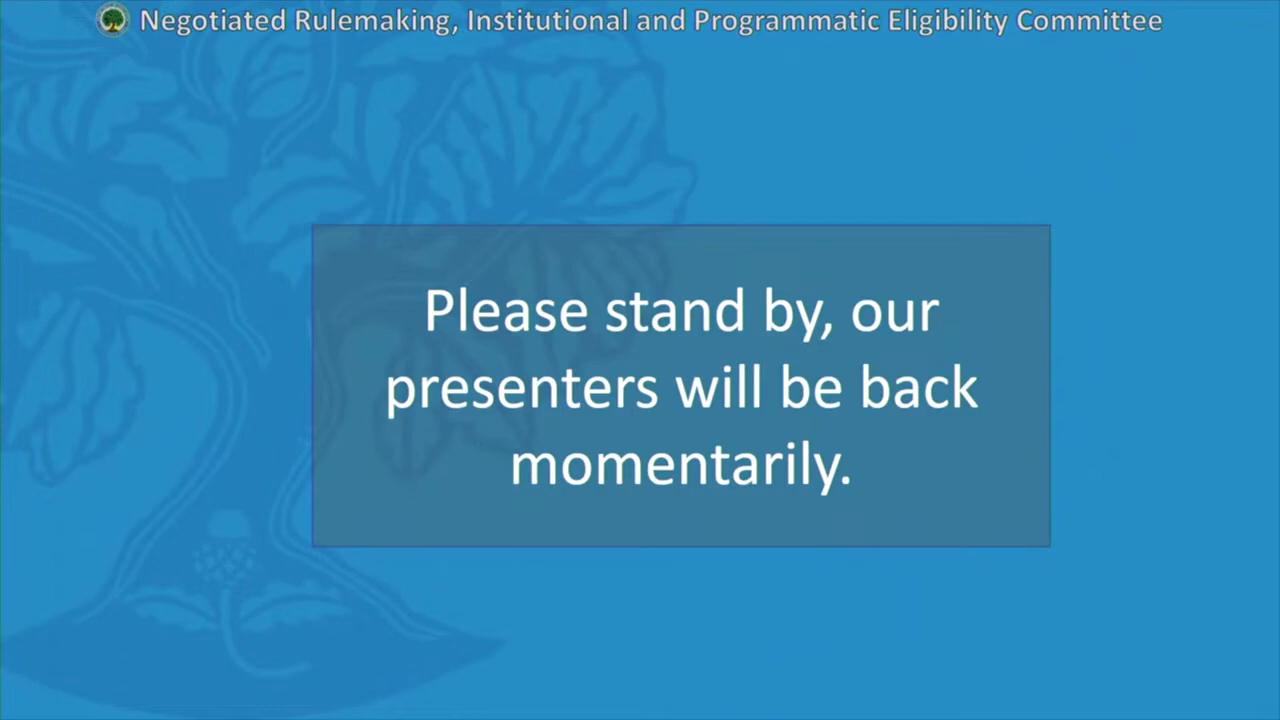 Negotiated Rulemaking, Institutional and Programmatic Eligibility Committee
Please stand by, our
presenters will be back
momentarily.